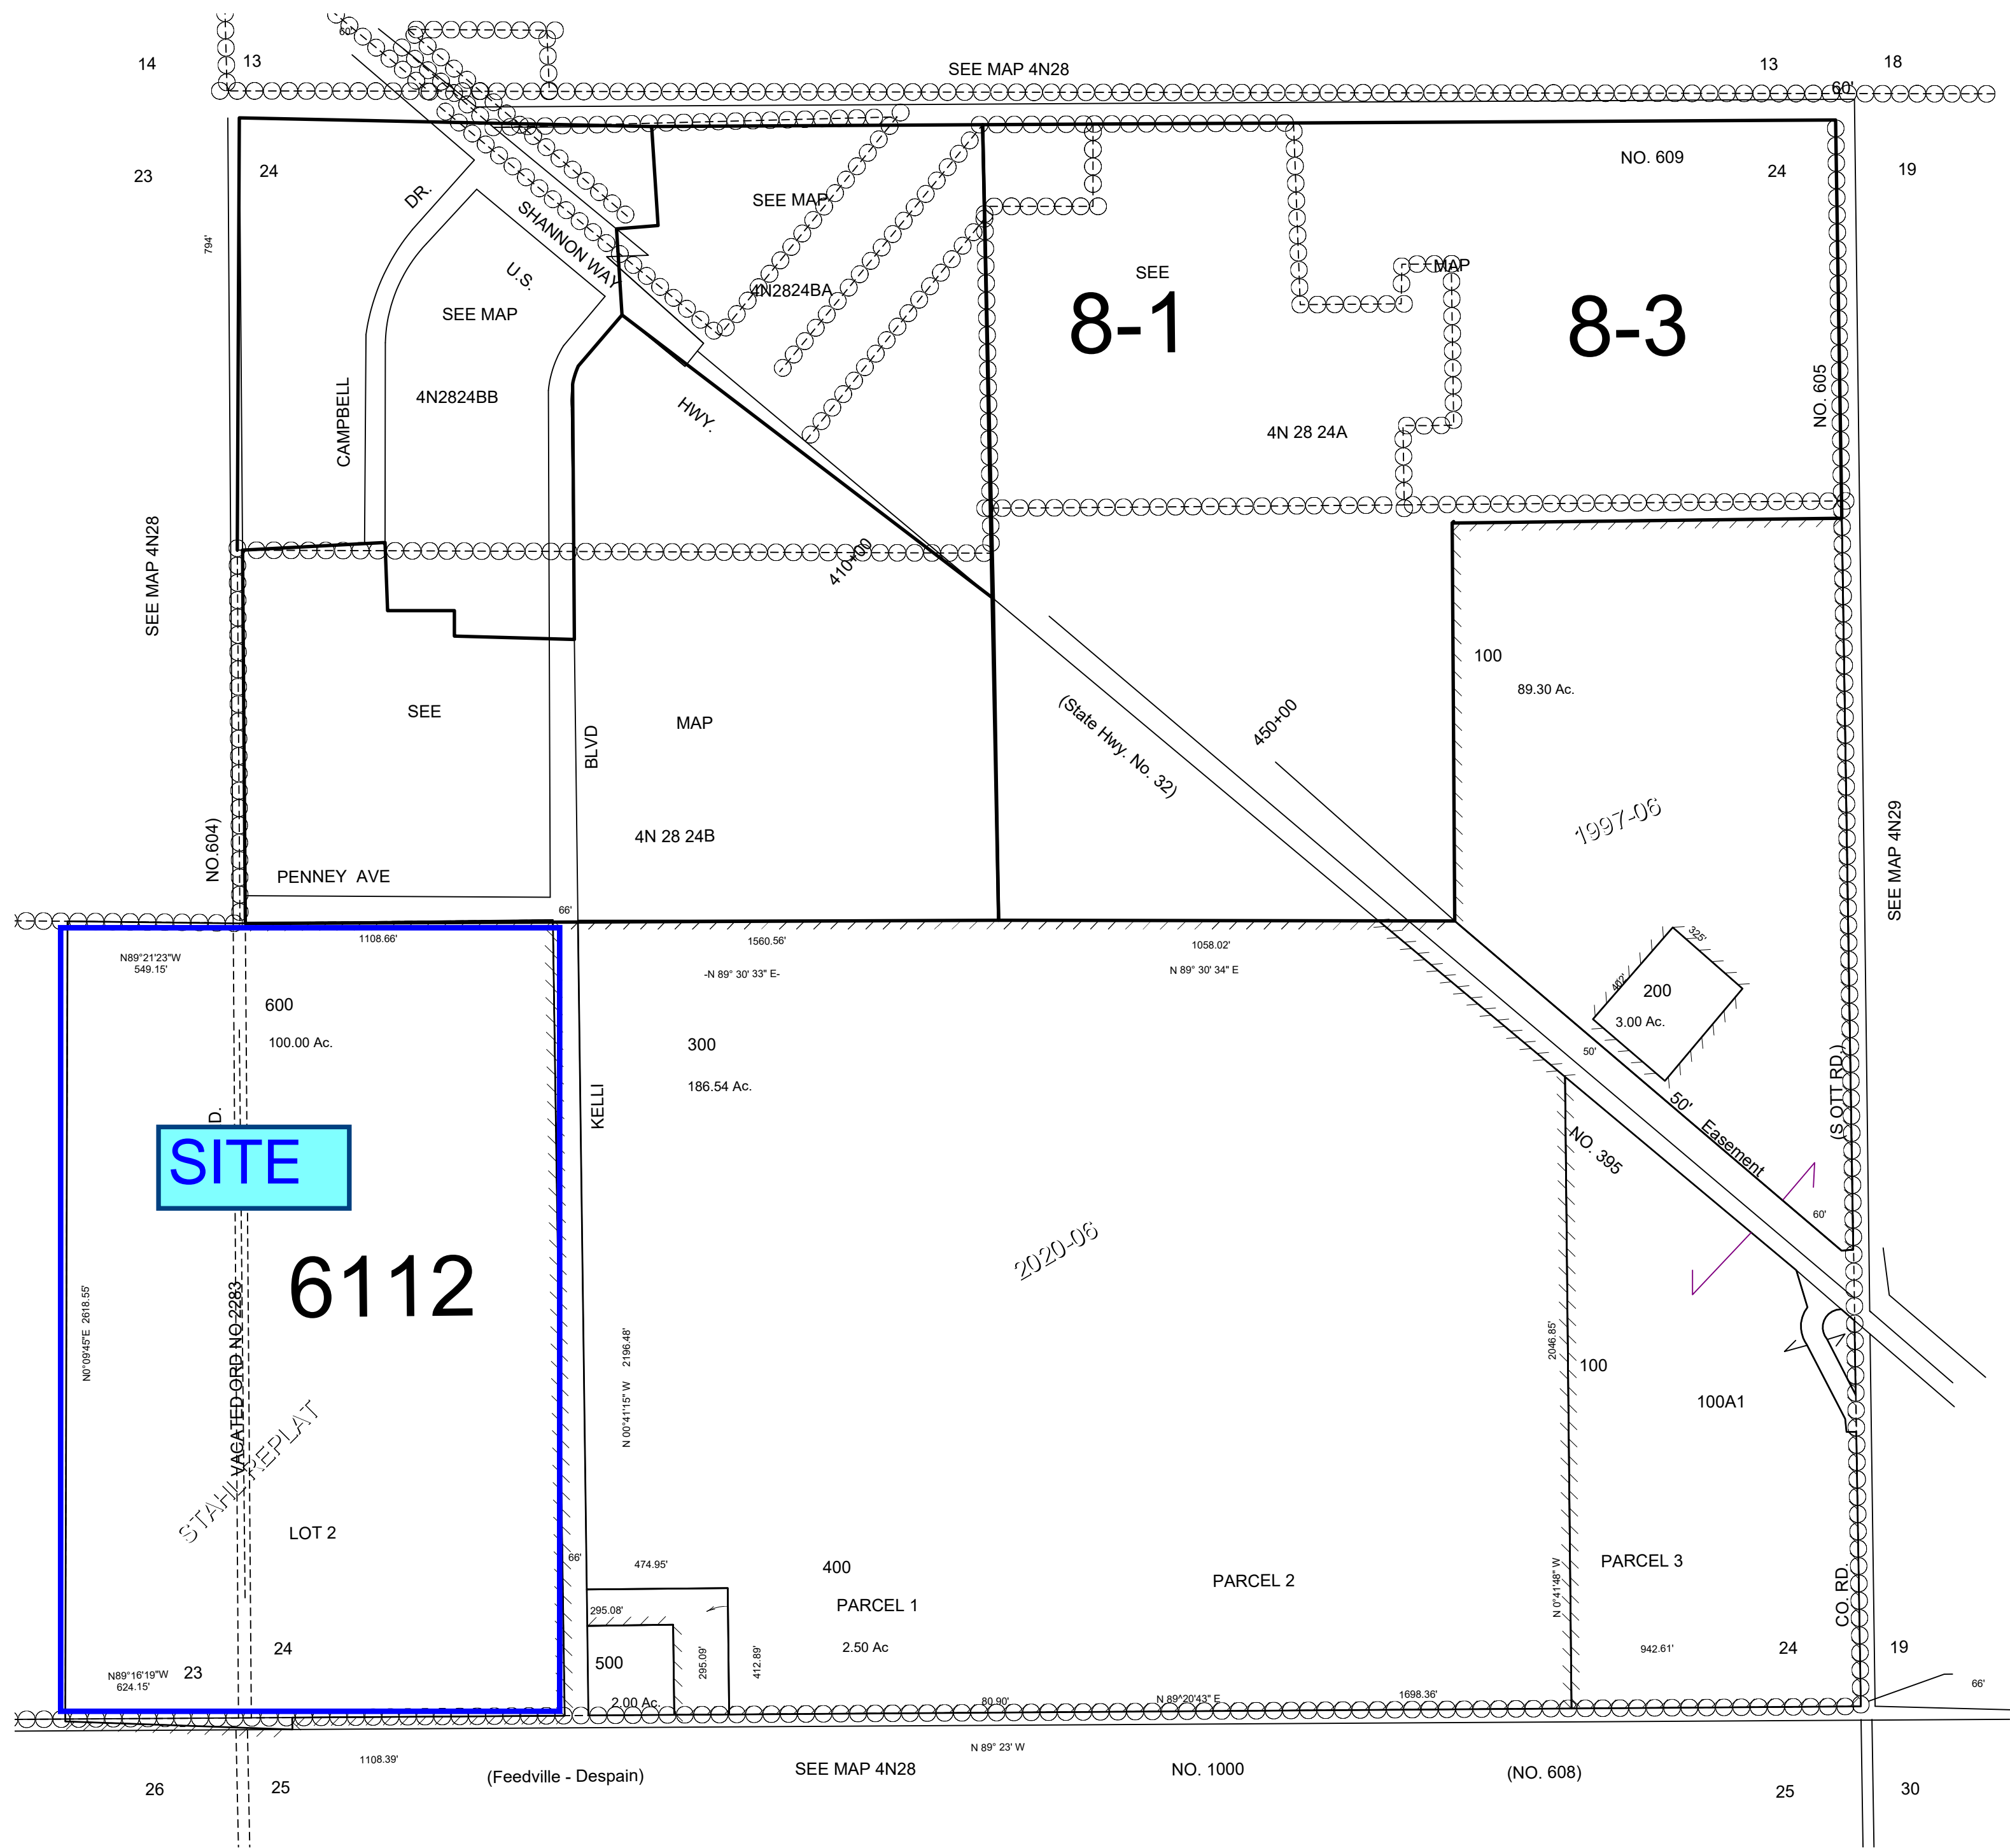 60'
14
13
SEE MAP 4N28
13
18
60'
23
24
NO. 609
24
19
DR.
SEE MAP
SHANNON WAY
794'
U.S.
SEE
MAP
4N2824BA
8-1
8-3
SEE MAP
4N2824BB
CAMPBELL
HWY.
4N 28 24A
NO. 605
SEE MAP 4N28
410+00
100
89.30 Ac.
SEE
MAP
BLVD
(State Hwy. No. 32)
450+00
1997-06
4N 28 24B
NO.604)
PENNEY AVE
SEE MAP 4N29
66'
1108.66'
1560.56'
1058.02'
325'
N89°21'23"W
549.15'
-N 89° 30' 33" E-
N 89° 30' 34" E
402'
200
3.00 Ac.
600
100.00 Ac.
300
186.54 Ac.
50'
50'
Easement
(S OTT RD.)
D.
KELLI
NO. 395
SITE
60'
2020-06
6112
N0°09'45"E 2618.55'
VACATED ORD NO 2283
N 00°41'15" W 2196.48'
2046.85'
100
100A1
STAHL REPLAT
LOT 2
66'
474.95'
400
PARCEL 2
PARCEL 3
N 0°41'48" W
CO. RD.
295.08'
PARCEL 1
24
2.50 Ac
942.61'
24
19
500
295.09'
412.89'
N89°16'19"W
624.15'
23
66'
2.00 Ac.
80.90'
N 89°20'43" E
1698.36'
1108.39'
N 89° 23' W
(Feedville - Despain)
SEE MAP 4N28
NO. 1000
(NO. 608)
26
25
25
30